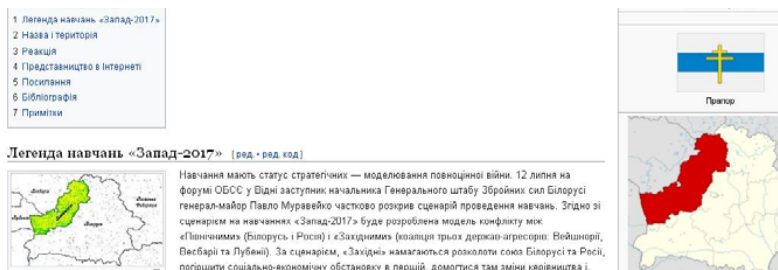 1 Легенда навчань «Запад-2017»
2 Назва і територія
3 Реакція
4 Представництво в Інтернеті
5 Посилання
6 Бібліографія
7 Примітки
Прапор
Легенда навчань «Запад-2017» [ред. • ред. код]
Навчання мають статус стратегічних — моделювання повноцінної війни. 12 липня на
форумі ОБСЄ у Відні заступник начальника Генерального штабу Збройних сил Білорусі
генерал-майор Павло Муравейко частково розкрив сценарій проведення навчань. Згідно зі
сценарієм на навчаннях «Запад-2017» буде розроблена модель конфлікту між
«Північними» (Білорусь і Росія) і «Західними» (коаліція трьох держав-агресорів: Вейшнорії,
Весбарії та Лубенії). За сценарієм, «Західні» намагаються розколоти союз Білорусі та Росії,
погіршити соціально-економічну обстановку в першій, домогтися там зміни керівництва і,